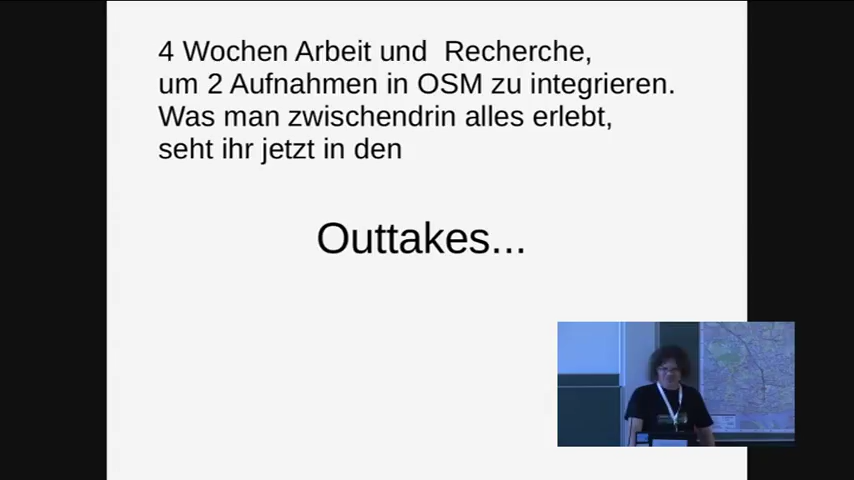 4 Wochen Arbeit und  Recherche,
um 2 Aufnahmen in OSM zu integrieren.
Was man zwischendrin alles erlebt,
seht ihr jetzt in den
Outtakes...